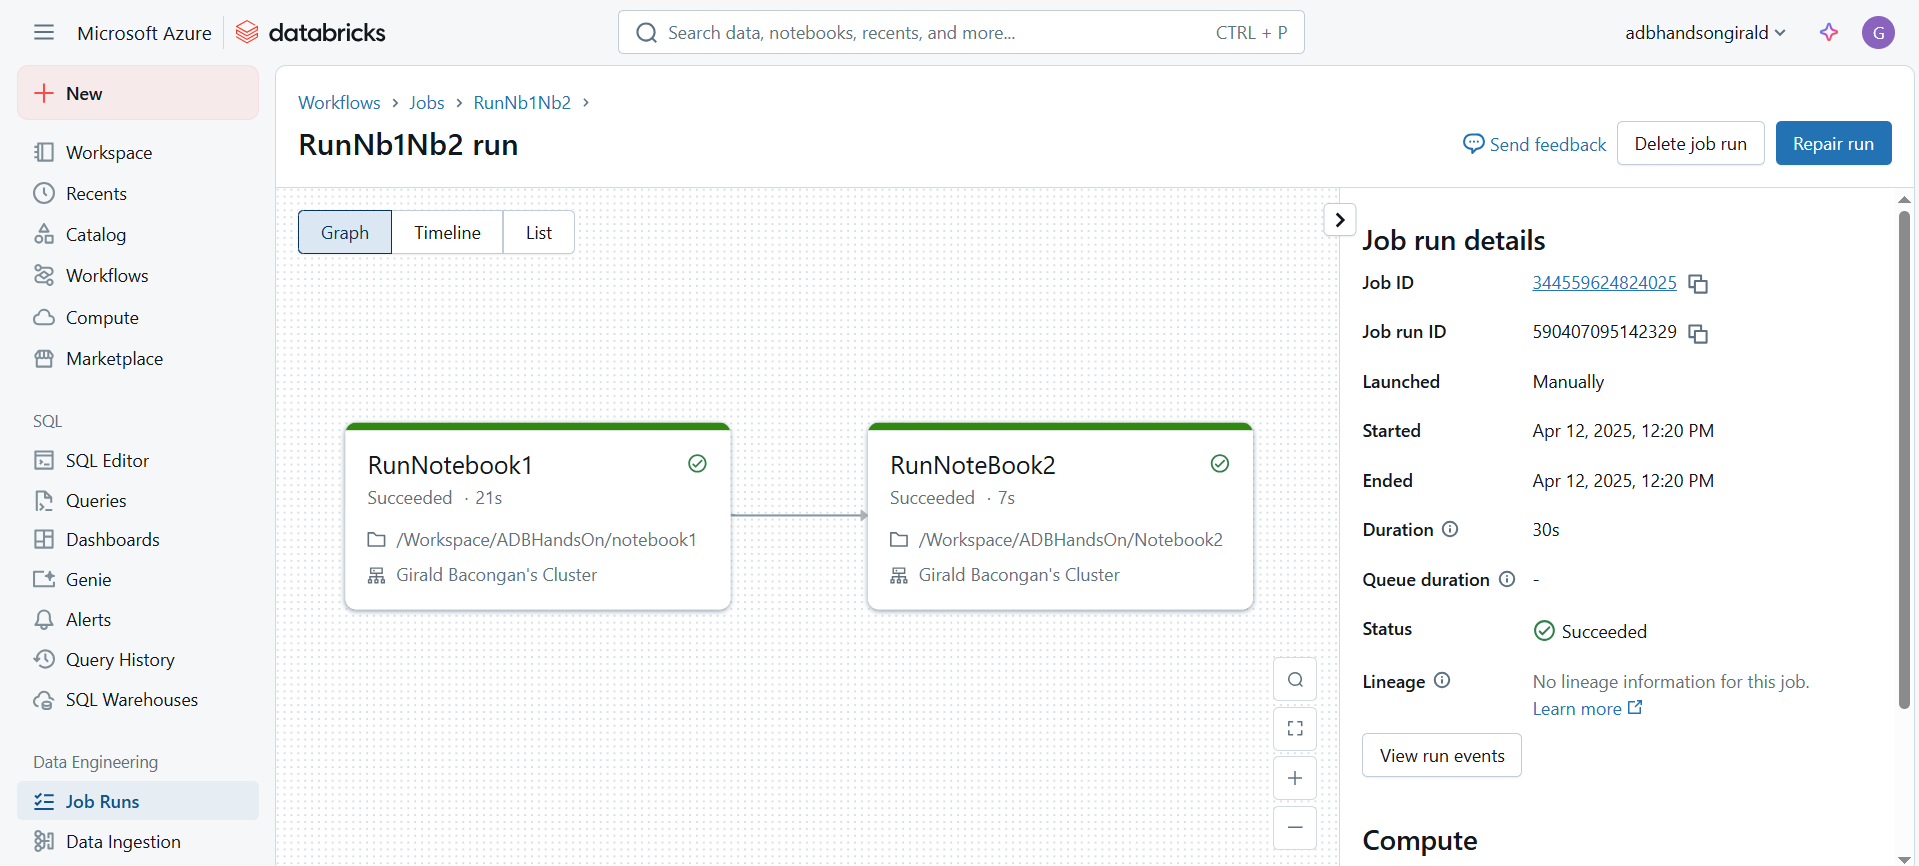 Microsoft Azure databricks
Search data, notebooks, recents, and more... CTRL + P
adbhandsongirald G
New
Workspace
Recents
Catalog
Workflows
Compute
Marketplace
SQL
SQL Editor
Queries
Dashboards
Genie
Alerts
Query History
SQL Warehouses
Data Engineering
Job Runs
Data Ingestion
Workflows > Jobs > RunNb1Nb2 >
RunNb1Nb2 run
Send feedback Delete job run Repair run
Graph Timeline List
RunNotebook1
Succeeded · 21s
/Workspace/ADBHandsOn/notebook1
Girald Bacongan's Cluster
RunNoteBook2
Succeeded · 7s
/Workspace/ADBHandsOn/Notebook2
Girald Bacongan's Cluster
Job run details
Job ID 344559624824025
Job run ID 590407095142329
Launched Manually
Started Apr 12, 2025, 12:20 PM
Ended Apr 12, 2025, 12:20 PM
Duration 30s
Queue duration -
Status Succeeded
Lineage No lineage information for this job.
Learn more
View run events
Compute